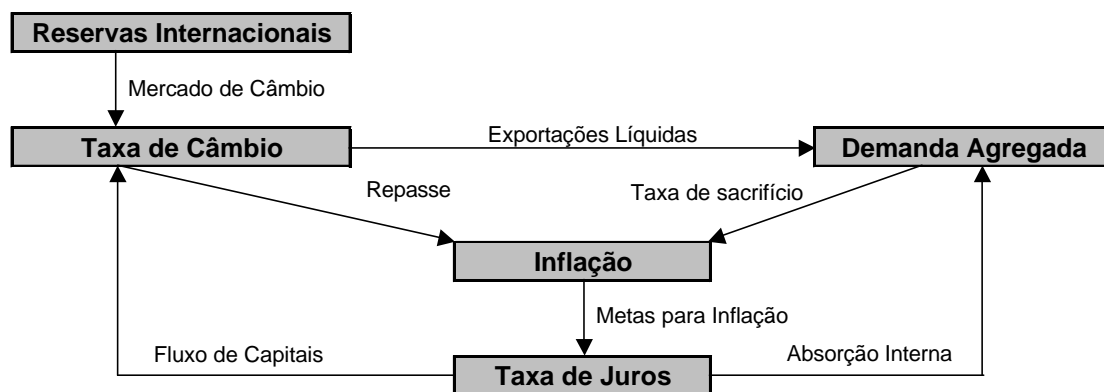 Reservas Internacionais
Mercado de Câmbio
Taxa de Câmbio
Exportações Líquidas
Demanda Agregada
Repasse
Taxa de sacrifício
Inflação
Metas para Inflação
Fluxo de Capitais
Absorção Interna
Taxa de Juros